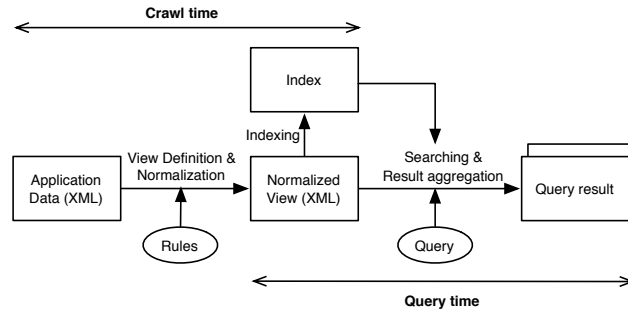 Crawl time
Index
Indexing
View Definition &
Normalization
Searching &
Result aggregation
Application
Data (XML)
Normalized
View (XML)
Query result
Rules
Query
Query time